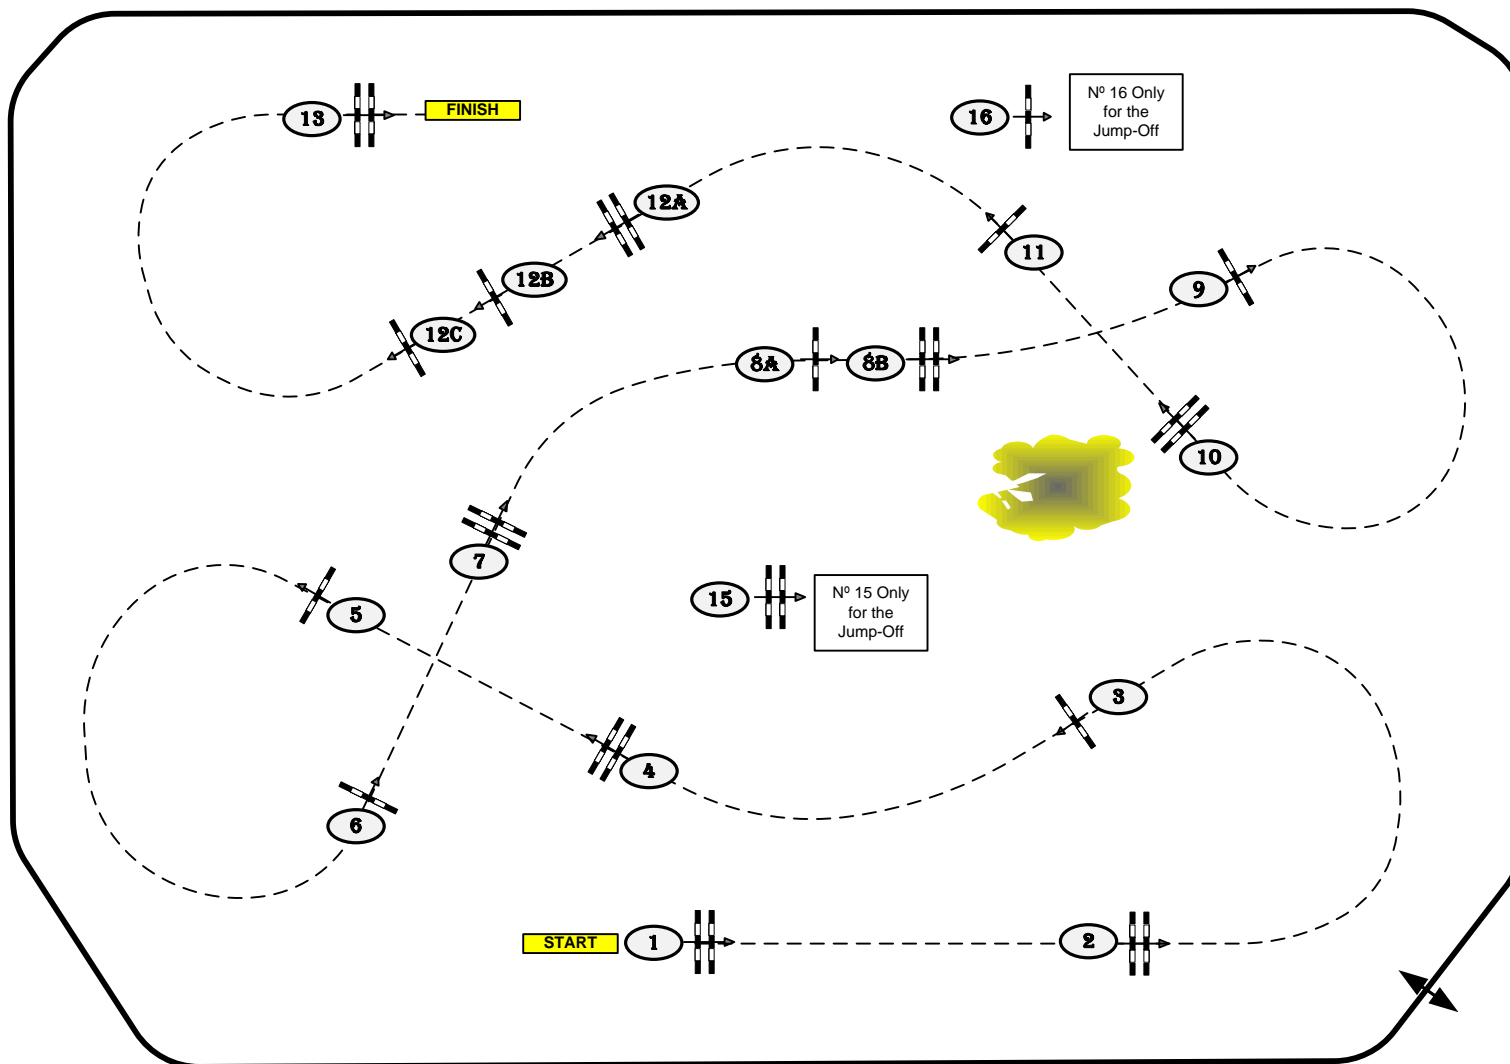 13
FINISH
16
Nº 16 Only
for the
Jump-Off
12A
11
12B
9
12C
8A
8B
10
7
5
15
Nº 15 Only
for the
Jump-Off
3
4
6
START
1
2